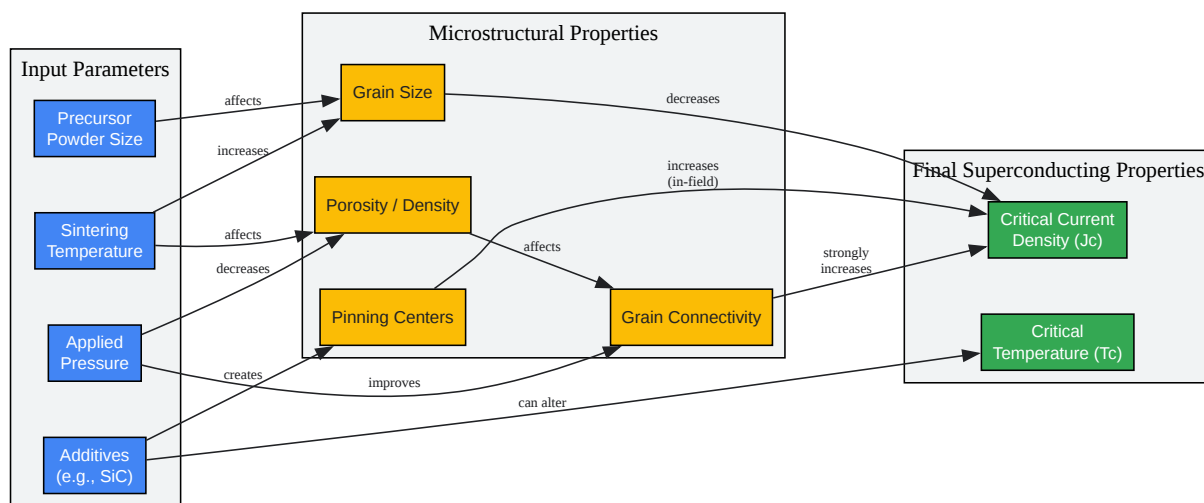 Input Parameters
Precursor
Powder Size
Sintering
Temperature
Applied
Pressure
Additives
(e.g., SiC)
affects
increases
affects
decreases
creates
improves
can alter
Microstructural Properties
Grain Size
Porosity / Density
Pinning Centers
affects
Grain Connectivity
decreases
increases
(in-field)
strongly
increases
Final Superconducting Properties
Critical Current
Density (Jc)
Critical
Temperature (Tc)